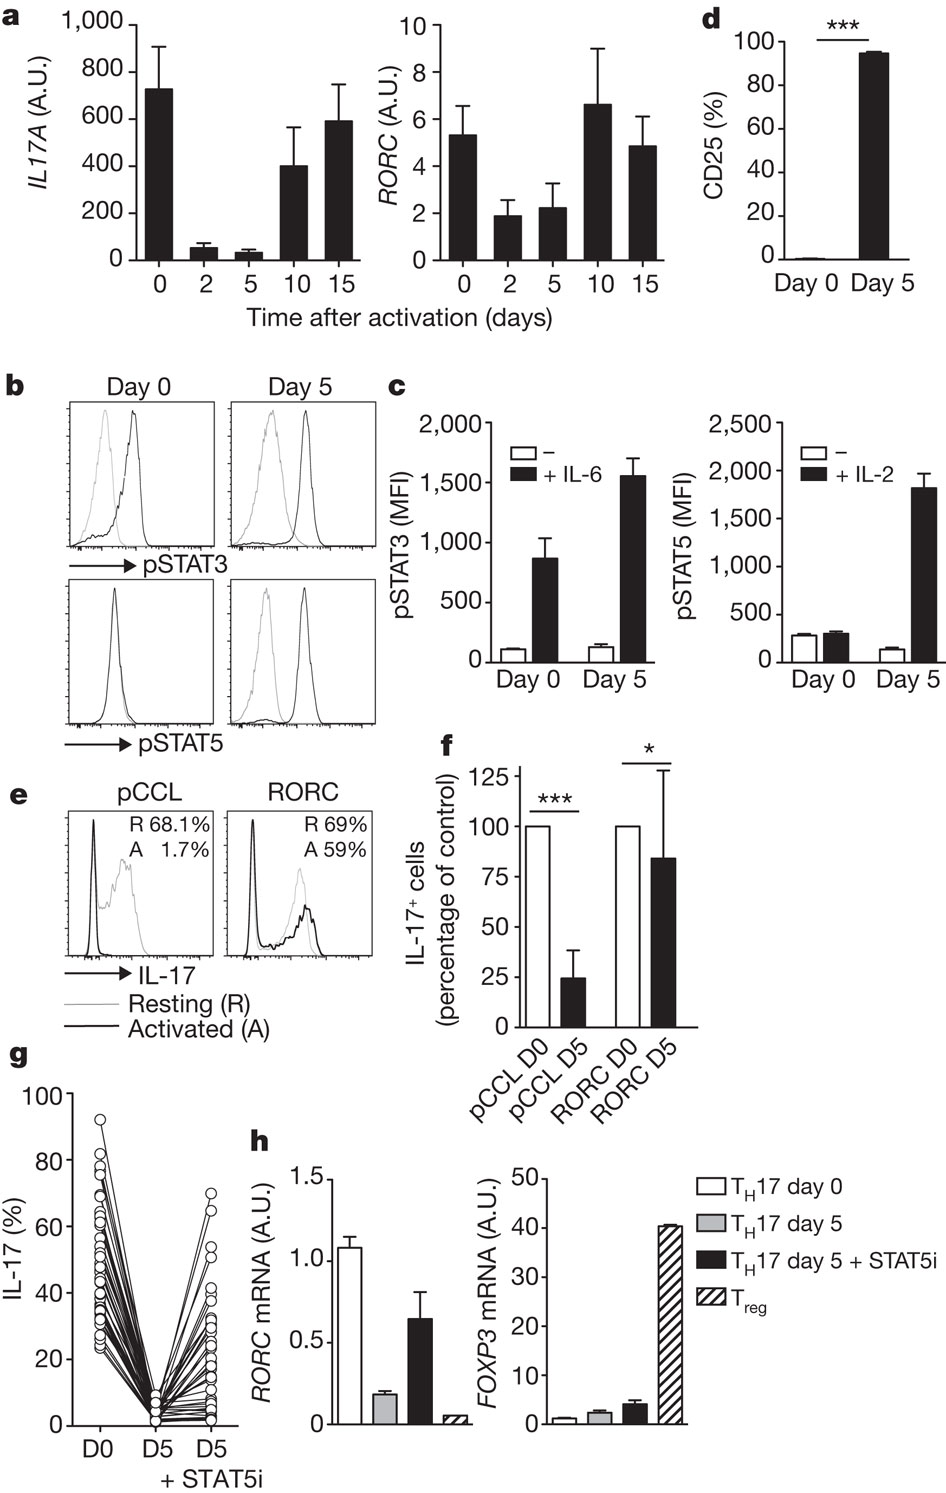 a
IL17A (A.U.)
1,000
800
600
400
200
0
0 2 5 10 15
RORC (A.U.)
10
8
6
4
2
0
0 2 5 10 15
Time after activation (days)
d
***
CD25 (%)
100
80
60
40
20
0
Day 0 Day 5
b
Day 0 Day 5
pSTAT3
pSTAT5
c
pSTAT3 (MFI)
2,000
1,500
1,000
500
0
–
+ IL-6
Day 0 Day 5
pSTAT5 (MFI)
2,500
2,000
1,500
1,000
500
0
–
+ IL-2
Day 0 Day 5
e
pCCL RORC
R 68.1%
A 1.7%
R 69%
A 59%
IL-17
Resting (R)
Activated (A)
f
IL-17+ cells
(percentage of control)
125
100
75
50
25
0
***
*
pCCL D0
pCCL D5
RORC D0
RORC D5
g
IL-17 (%)
100
80
60
40
20
0
D0 D5 D5
+ STAT5i
h
RORC mRNA (A.U.)
1.5
1.0
0.5
0
FOXP3 mRNA (A.U.)
50
40
30
20
10
0
TH17 day 0
TH17 day 5
TH17 day 5 + STAT5i
Treg